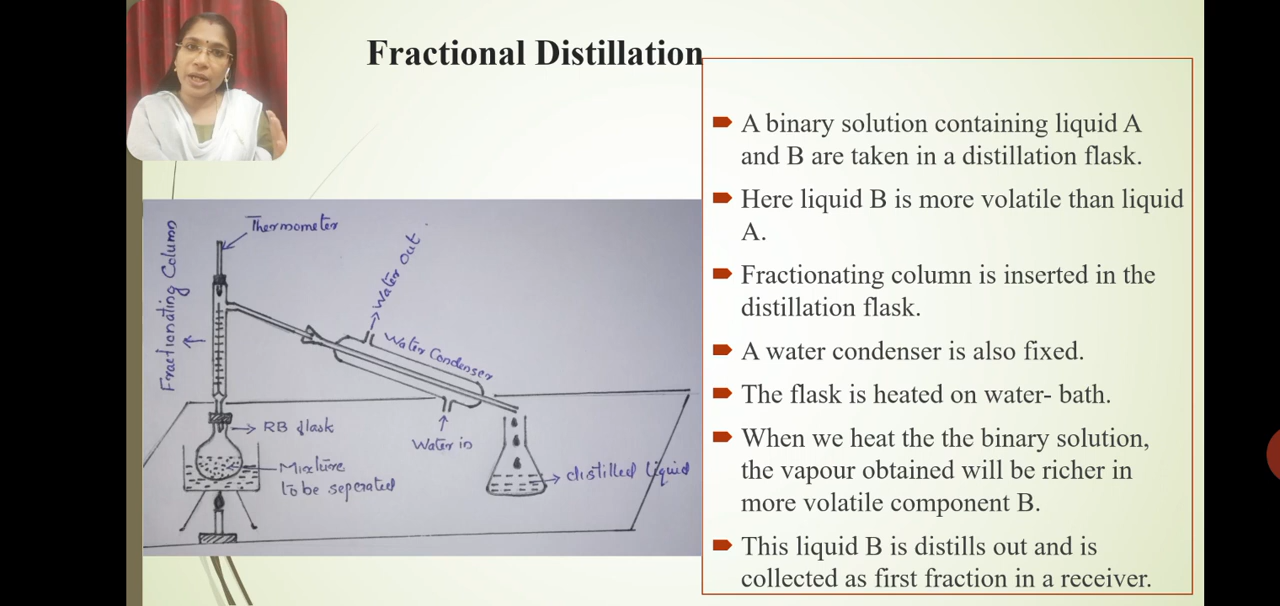 Fractional Distillation
A binary solution containing liquid A
and B are taken in a distillation flask.
Here liquid B is more volatile than liquid
A.
Fractionating column is inserted in the
distillation flask.
A water condenser is also fixed.
The flask is heated on water- bath.
When we heat the the binary solution,
the vapour obtained will be richer in
more volatile component B.
This liquid B is distills out and is
collected as first fraction in a receiver.
Thermometer
Fractionating Column
Water Out
Water Condenser
RB flask
Water in
Mixture
to be seperated
distilled liquid